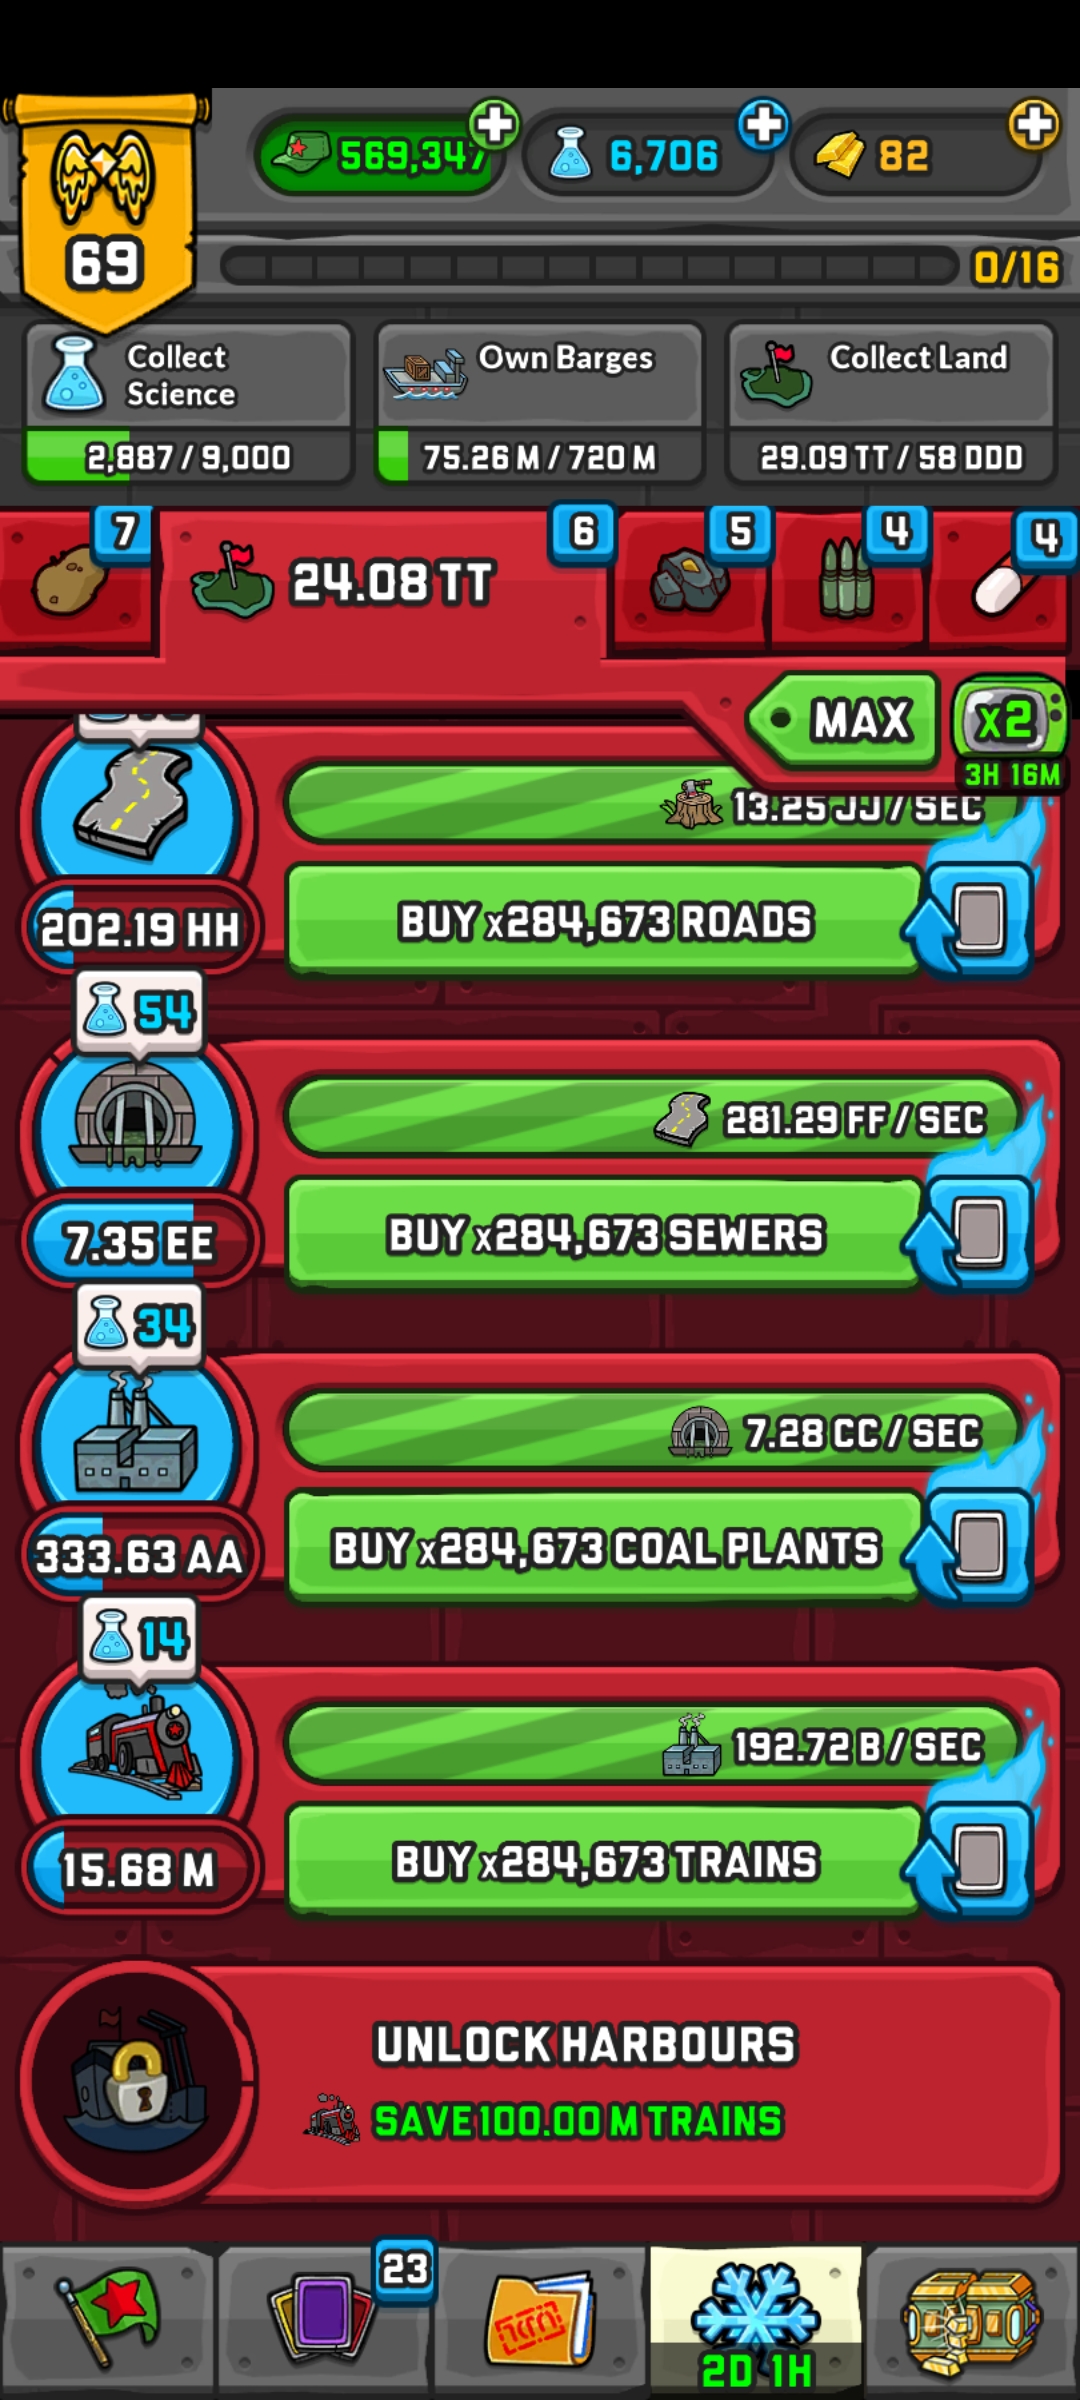 569,347
6,706
82
69
0/16
Collect
Science
2,887 / 9,000
Own Barges
75.26 M / 720 M
Collect Land
29.09 TT / 58 DDD
7
24.08 TT
6
5
4
4
MAX
x2
3H 16M
13.25 JJ / SEC
202.19 HH
BUY x284,673 ROADS
54
281.29 FF / SEC
7.35 EE
BUY x284,673 SEWERS
34
7.28 CC / SEC
333.63 AA
BUY x284,673 COAL PLANTS
14
192.72 B / SEC
15.68 M
BUY x284,673 TRAINS
UNLOCK HARBOURS
SAVE 100.00 M TRAINS
23
2D 1H